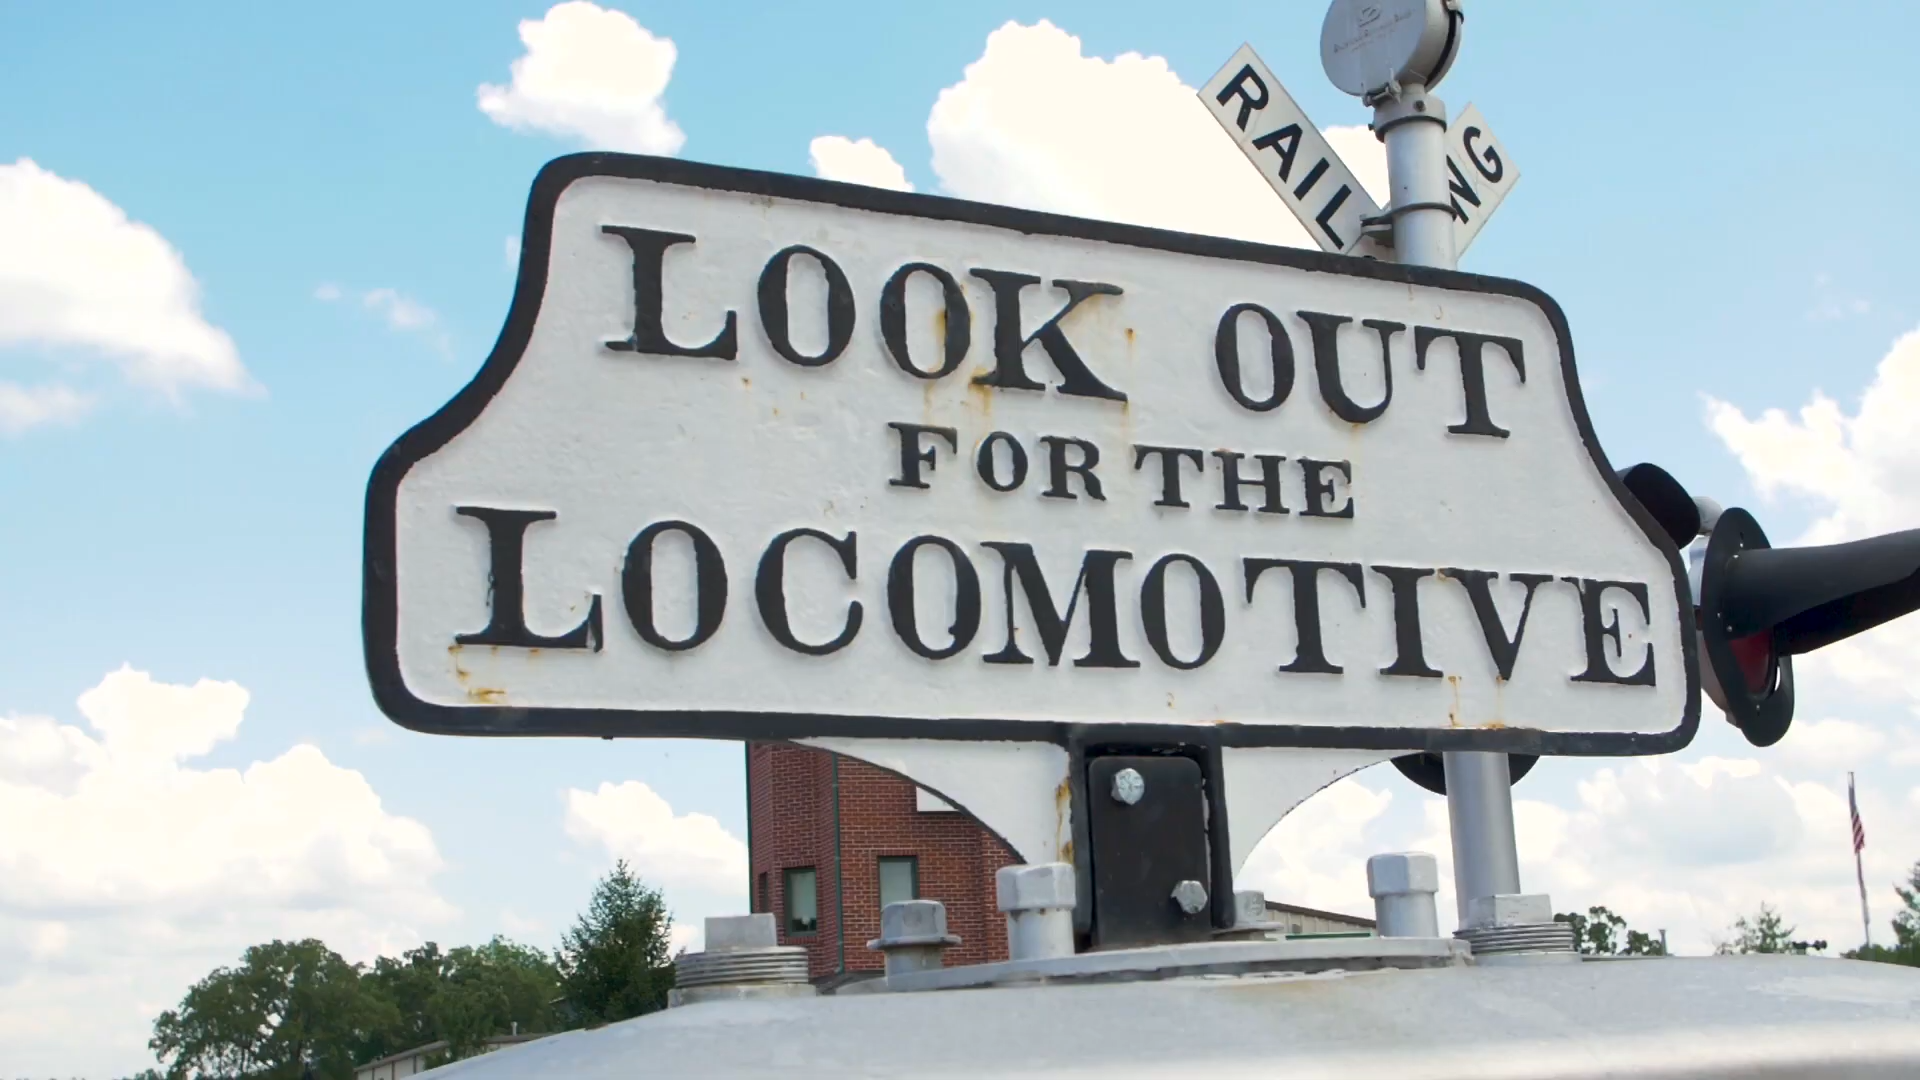 LOOK OUT
FOR THE
LOCOMOTIVE
RAIL
NG